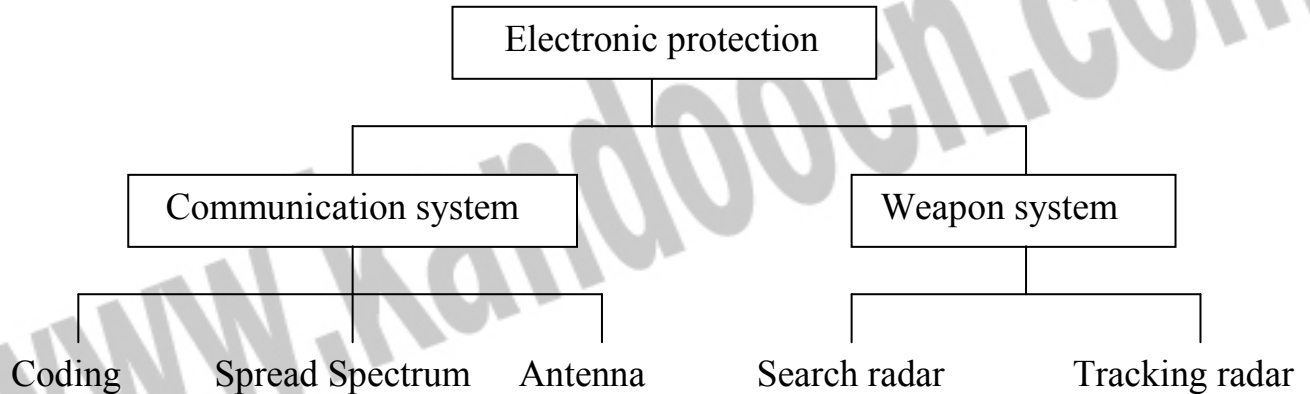 Electronic protection
Communication system
Weapon system
Coding
Spread Spectrum
Antenna
Search radar
Tracking radar
www.kandoocn.com